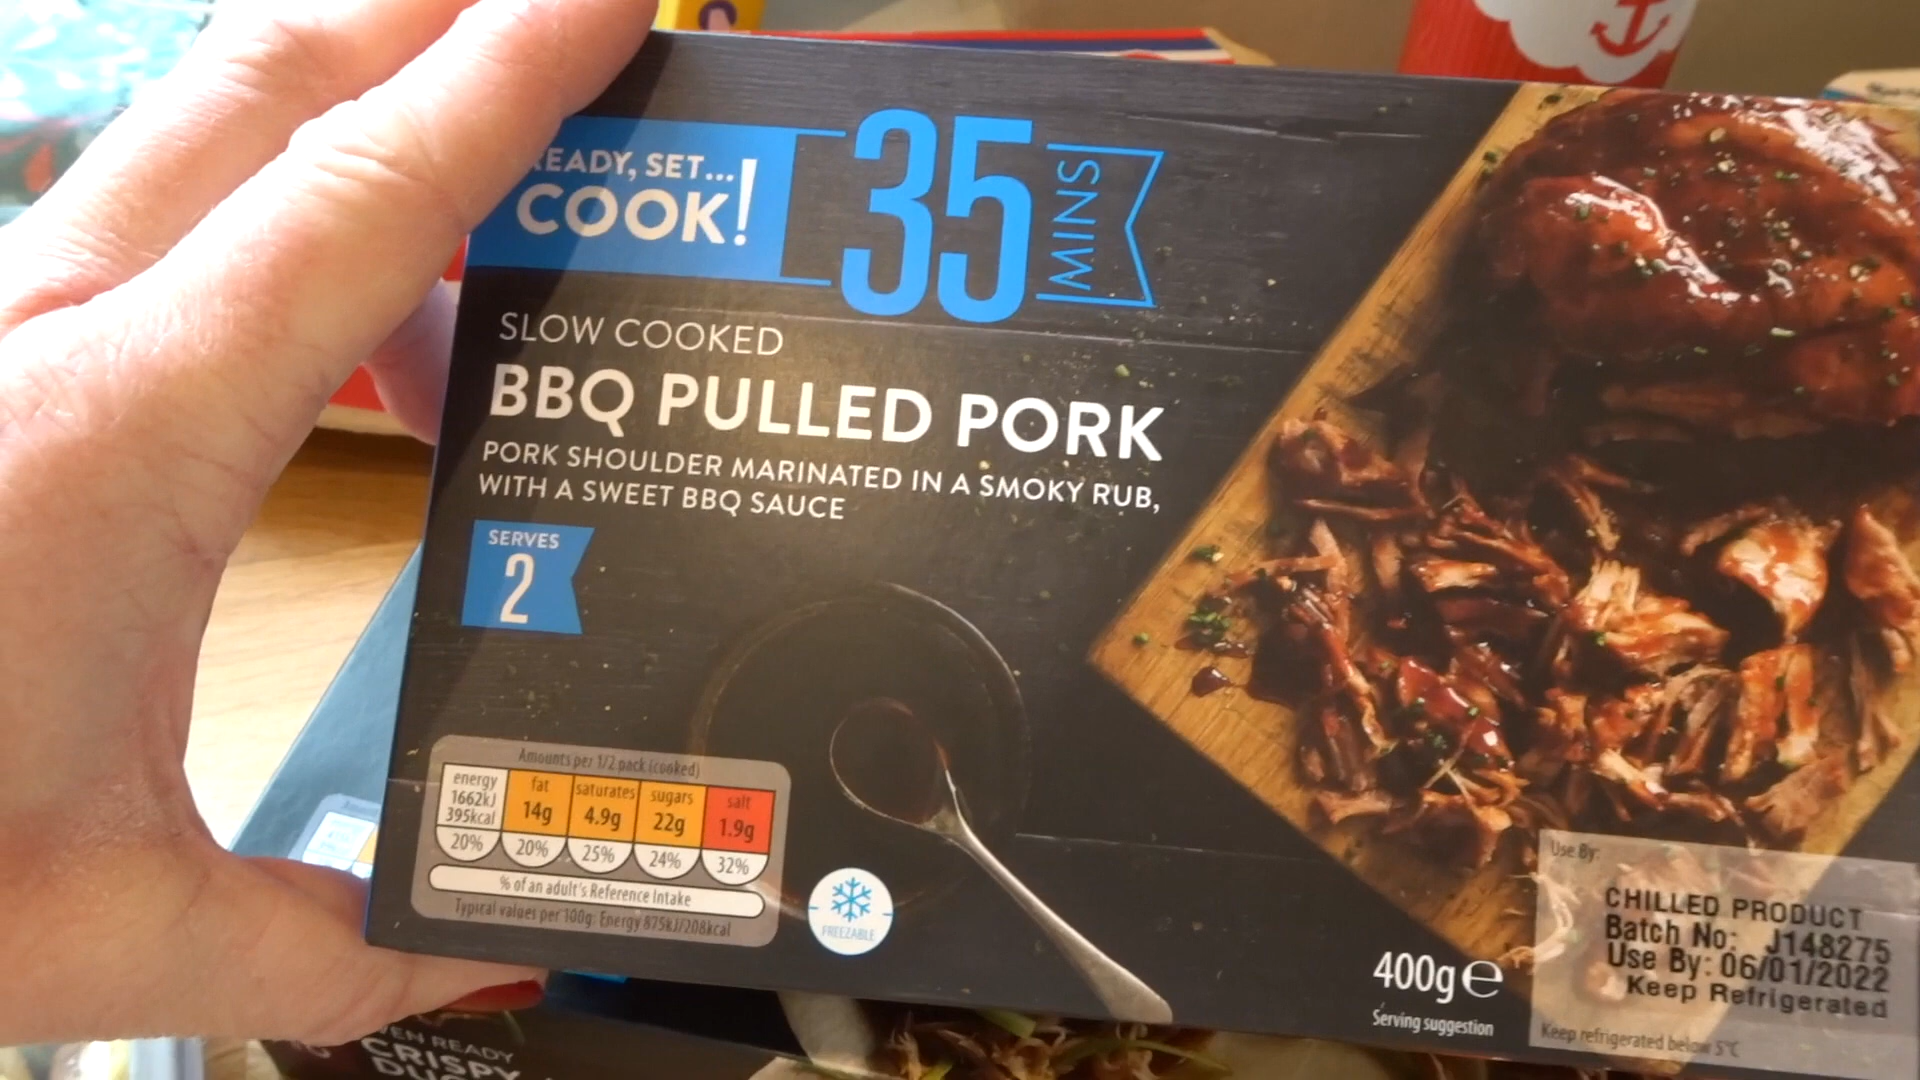 READY, SET...
COOK!
35
MINS
SLOW COOKED
BBQ PULLED PORK
PORK SHOULDER MARINATED IN A SMOKY RUB,
WITH A SWEET BBQ SAUCE
SERVES
2
Amounts per 1/2 pack (cooked)
energy
1662kJ
395kcal
20%
fat
14g
20%
saturates
4.9g
25%
sugars
22g
24%
salt
1.9g
32%
% of an adult's Reference Intake
Typical values per 100g: Energy 875kJ/208kcal
FREEZABLE
400g e
Serving suggestion
Use By:
CHILLED PRODUCT
Batch No: J148275
Use By: 06/01/2022
Keep Refrigerated
Keep refrigerated below 5°C
READY
CRISPY